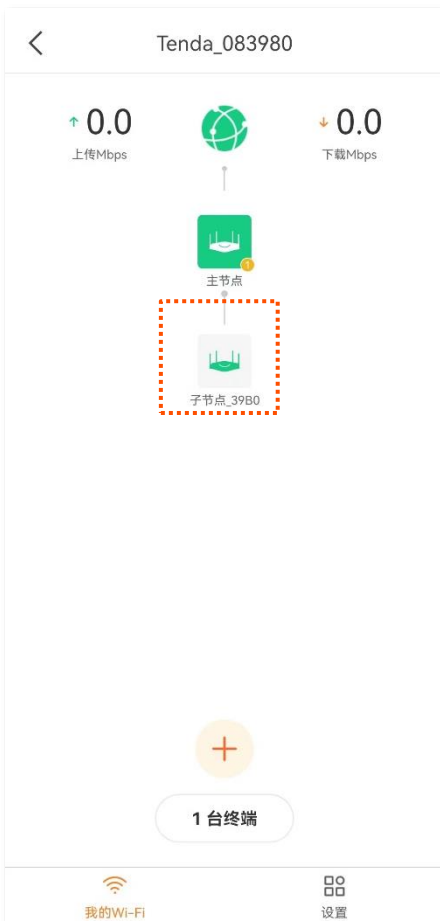 Tenda_083980
0.0
0.0
上传Mbps
下载Mbps
1
主节点
子节点_39B0
1 台终端
我的Wi-Fi
设置